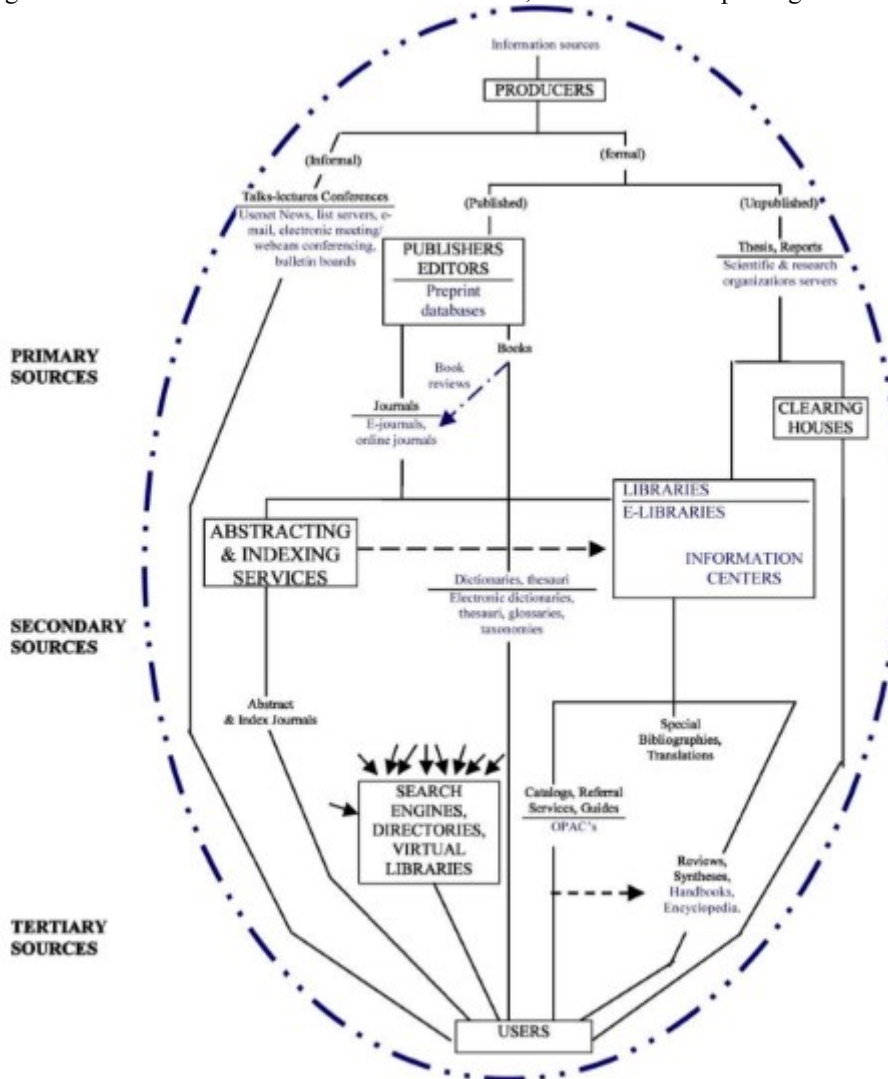 Information sources
PRODUCERS
(Informal)
(formal)
Talks-lectures Conferences
Usenet News, list servers, e-
mail, electronic meeting/
webcam conferencing,
bulletin boards
(Published)
(Unpublished)
PUBLISHERS
EDITORS
Preprint
databases
Thesis, Reports
Scientific & research
organizations servers
PRIMARY
SOURCES
Books
Book
reviews
Journals
E-journals,
online journals
CLEARING
HOUSES
LIBRARIES
E-LIBRARIES
INFORMATION
CENTERS
ABSTRACTING
& INDEXING
SERVICES
Dictionaries, thesauri
Electronic dictionaries,
thesauri, glossaries,
taxonomies
SECONDARY
SOURCES
Abstract
& Index Journals
Special
Bibliographies,
Translations
SEARCH
ENGINES,
DIRECTORIES,
VIRTUAL
LIBRARIES
Catalogs, Referral
Services, Guides
OPAC's
Reviews,
Syntheses,
Handbooks,
Encyclopedia.
TERTIARY
SOURCES
USERS